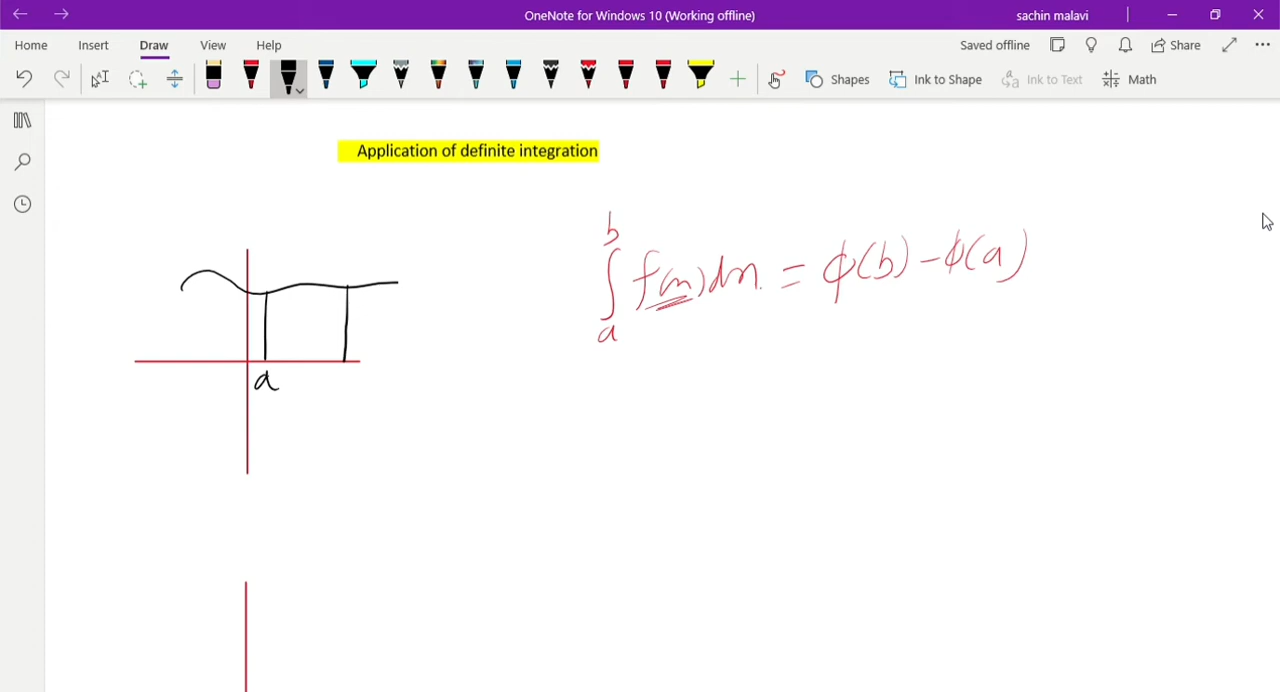 OneNote for Windows 10 (Working offline)
sachin malavi
Home Insert Draw View Help
Saved offline Share
Shapes Ink to Shape Ink to Text Math
Application of definite integration
b
∫ f(x)dx = ϕ(b) - ϕ(a)
a
a